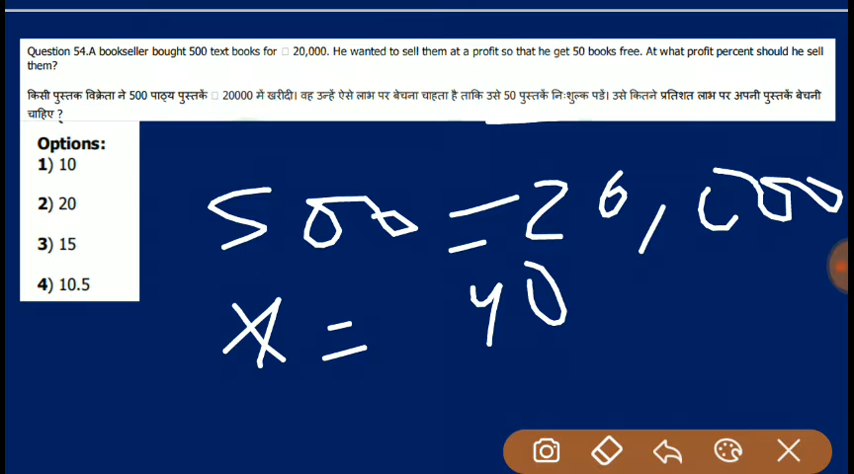 Question 54.A bookseller bought 500 text books for □ 20,000. He wanted to sell them at a profit so that he get 50 books free. At what profit percent should he sell
them?
किसी पुस्तक विक्रेता ने 500 पाठ्य पुस्तकें □ 20000 में खरीदी। वह उन्हें ऐसे लाभ पर बेचना चाहता है ताकि उसे 50 पुस्तकें निःशुल्क पडें। उसे कितने प्रतिशत लाभ पर अपनी पुस्तकें बेचनी
चाहिए ?
Options:
1) 10
2) 20
3) 15
4) 10.5
500 = 20,000
= 40